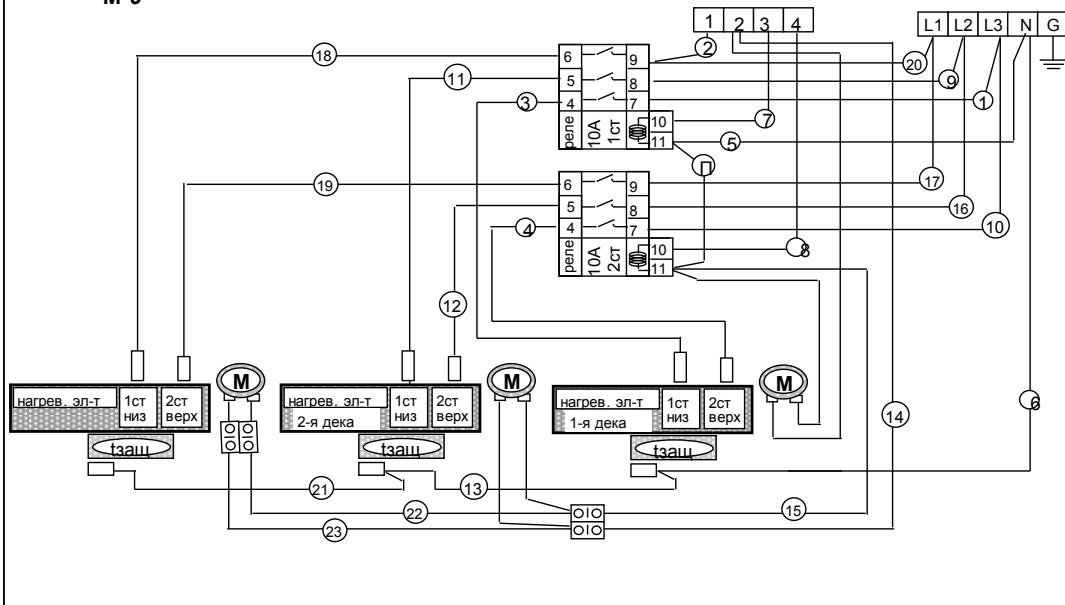 1 2 3 4
L1 L2 L3 N G
18
2
20
6 9
11
5 8
9
3
4 7
1
реле 10А 1ст
10
7
11
5
П
19
6 9
17
5 8
16
4
4 7
10
реле 10А 2ст
10
8
11
12
М
М
М
нагрев. эл-т
1ст низ
2ст верх
нагрев. эл-т
2-я дека
1ст низ
2ст верх
нагрев. эл-т
1-я дека
1ст низ
2ст верх
6
14
tзащ
tзащ
tзащ
21
13
22
15
23